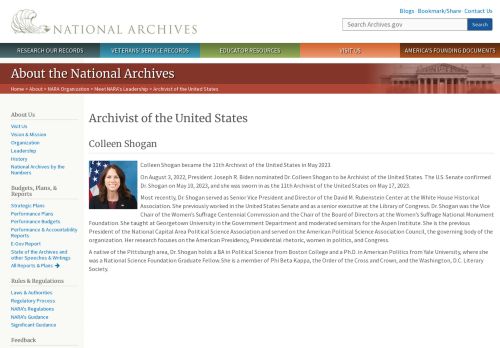 Blogs · Bookmark/Share · Contact Us
NATIONAL ARCHIVES
Search Archives.gov
Search
RESEARCH OUR RECORDS
VETERANS' SERVICE RECORDS
EDUCATOR RESOURCES
VISIT US
AMERICA'S FOUNDING DOCUMENTS
About the National Archives
Home > About > NARA Organization > Meet NARA's Leadership > Archivist of the United States
About Us
Visit Us
Vision & Mission
Organization
Leadership
History
National Archives by the
Numbers
Budgets, Plans, &
Reports
Strategic Plans
Performance Plans
Performance Budgets
Performance & Accountability
Reports
E-Gov Report
State of the Archives and
other Speeches & Writings
All Reports & Plans →
Rules & Regulations
Laws & Authorities
Regulatory Process
NARA's Regulations
NARA's Guidance
Significant Guidance
Feedback
Archivist of the United States
Colleen Shogan
Colleen Shogan became the 11th Archivist of the United States in May 2023
On August 3, 2022, President Joseph R. Biden nominated Dr. Colleen Shogan to be Archivist of the United States. The U.S. Senate confirmed
Dr. Shogan on May 10, 2023, and she was sworn in as the 11th Archivist of the United States on May 17, 2023.
Most recently, Dr. Shogan served as Senior Vice President and Director of the David M. Rubenstein Center at the White House Historical
Association. She previously worked in the United States Senate and as a senior executive at the Library of Congress. Dr. Shogan was the Vice
Chair of the Women's Suffrage Centennial Commission and the Chair of the Board of Directors at the Women's Suffrage National Monument
Foundation. She taught at Georgetown University in the Government Department and moderated seminars for the Aspen Institute. She is the previous
President of the National Capital Area Political Science Association and served on the American Political Science Association Council, the governing body of the
organization. Her research focuses on the American Presidency, Presidential rhetoric, women in politics, and Congress.
A native of the Pittsburgh area, Dr. Shogan holds a BA in Political Science from Boston College and a Ph.D. in American Politics from Yale University, where she
was a National Science Foundation Graduate Fellow. She is a member of Phi Beta Kappa, the Order of the Cross and Crown, and the Washington, D.C. Literary
Society.